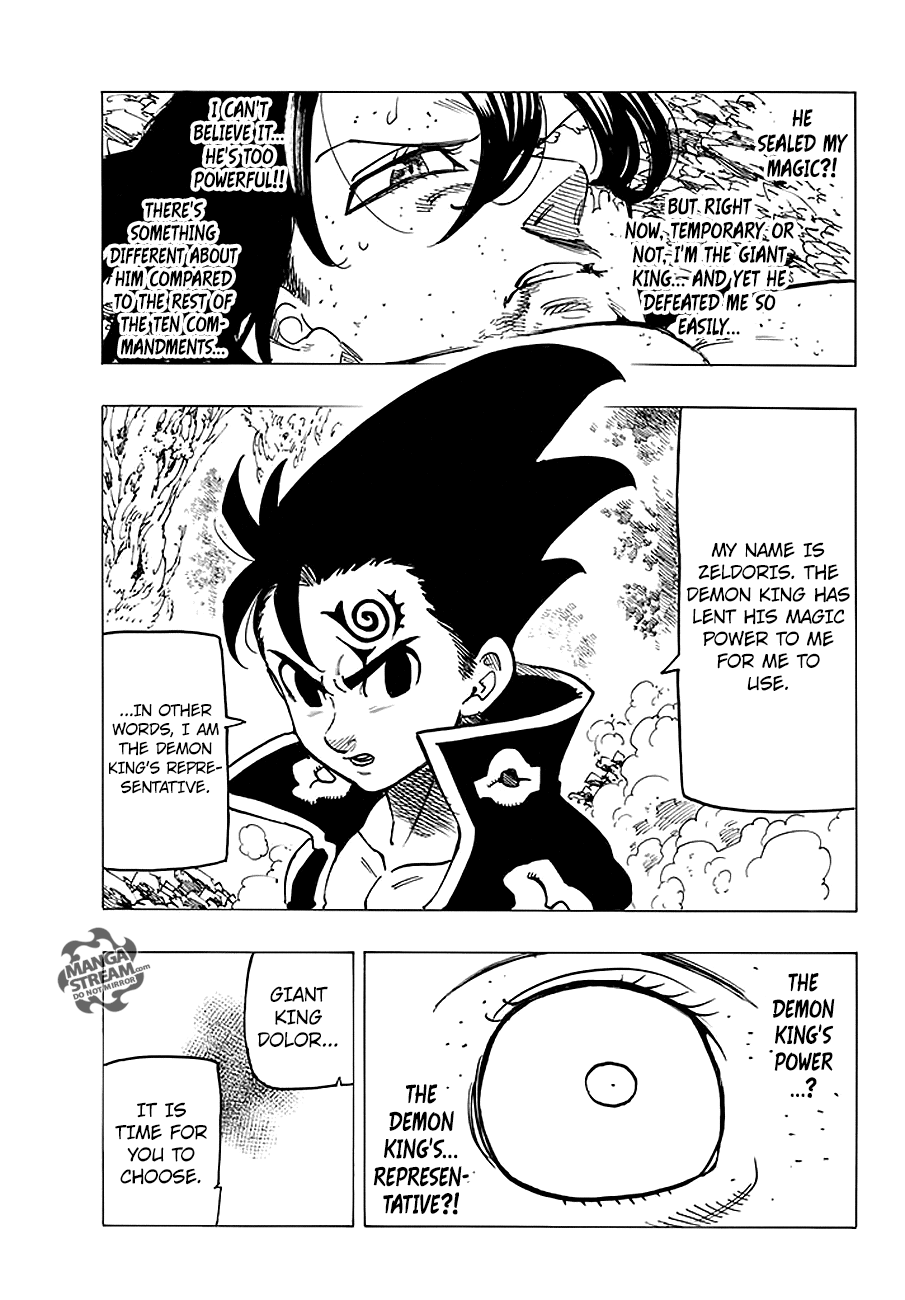 HE
SEALED MY
MAGIC?!
BUT RIGHT
NOW, TEMPORARY OR
NOT, I'M THE GIANT
KING... AND YET HE
DEFEATED ME SO
EASILY...
I CAN'T
BELIEVE IT...
HE'S TOO
POWERFUL!!
THERE'S
SOMETHING
DIFFERENT ABOUT
HIM COMPARED
TO THE REST OF
THE TEN COM-
MANDMENTS...
MY NAME IS
ZELDORIS. THE
DEMON KING HAS
LENT HIS MAGIC
POWER TO ME
FOR ME TO
USE.
...IN OTHER
WORDS, I AM
THE DEMON
KING'S REPRE-
SENTATIVE.
THE
DEMON
KING'S
POWER
...?
THE
DEMON
KING'S...
REPRESEN-
TATIVE?!
GIANT
KING
DOLOR...
IT IS
TIME FOR
YOU TO
CHOOSE.
MANGA
STREAM.com
DO NOT MIRROR